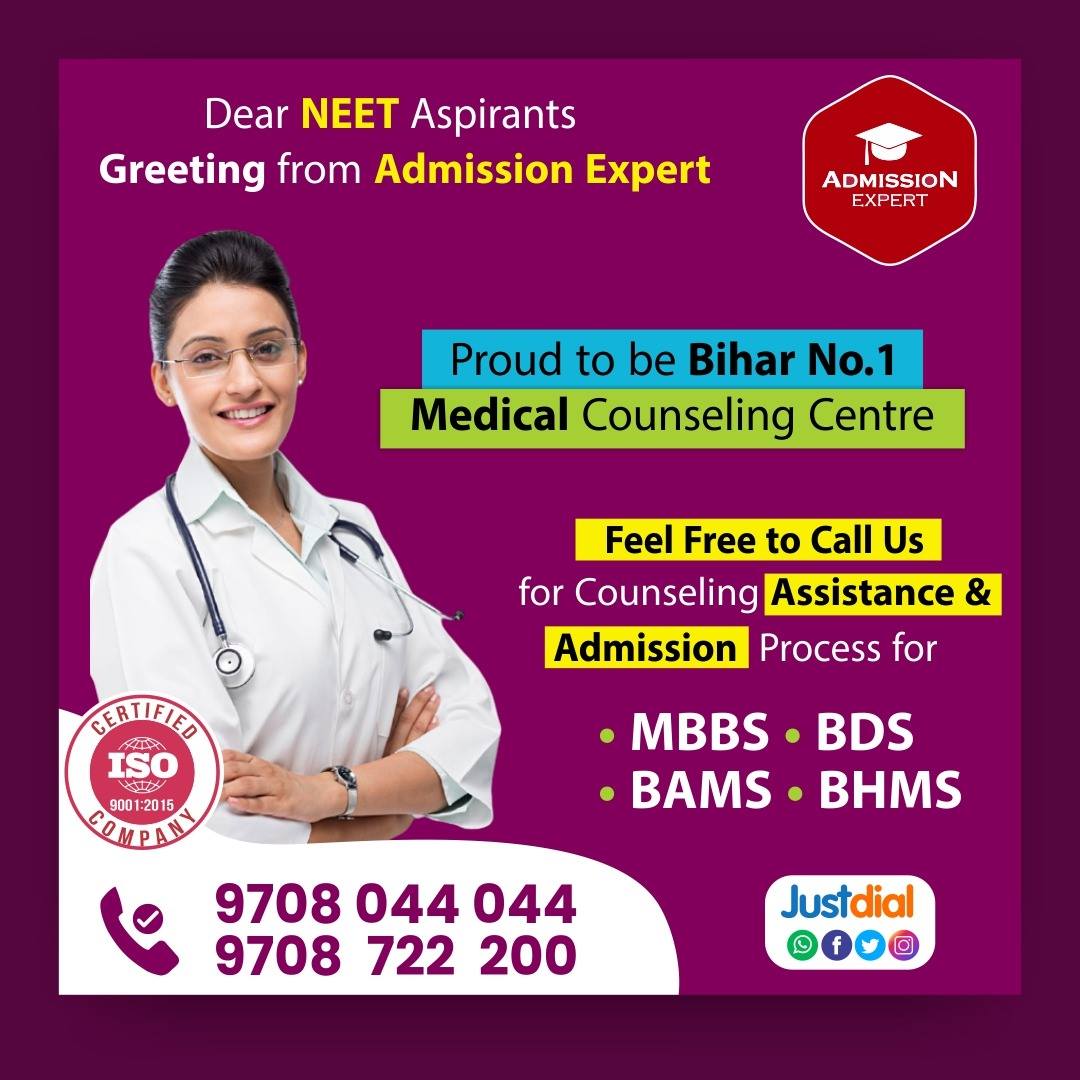 Dear NEET Aspirants
Greeting from Admission Expert
ADMISSION
EXPERT
Proud to be Bihar No.1
Medical Counseling Centre
Feel Free to Call Us
for Counseling Assistance &
Admission Process for
• MBBS • BDS
• BAMS • BHMS
CERTIFIED
ISO
9001:2015
COMPANY
9708 044 044
9708 722 200
Justdial